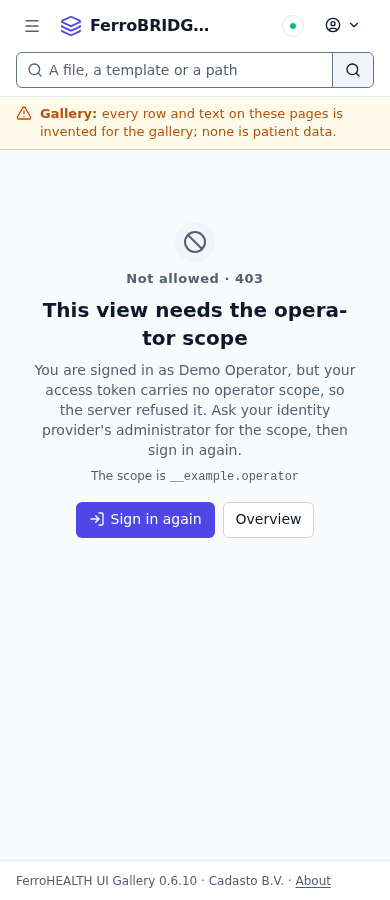 FerroBRIDG...
A file, a template or a path
Gallery: every row and text on these pages is
invented for the gallery; none is patient data.
Not allowed · 403
This view needs the opera-
tor scope
You are signed in as Demo Operator, but your
access token carries no operator scope, so
the server refused it. Ask your identity
provider's administrator for the scope, then
sign in again.
The scope is __example.operator
Sign in again
Overview
FerroHEALTH UI Gallery 0.6.10 · Cadasto B.V. · About